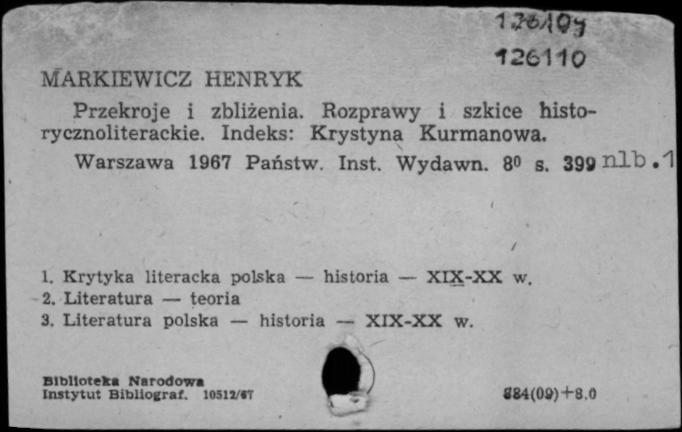 126109
126110
MARKIEWICZ HENRYK
Przekroje i zbliżenia. Rozprawy i szkice histo-
rycznoliterackie. Indeks: Krystyna Kurmanowa.
Warszawa 1967 Państw. Inst. Wydawn. 8⁰ s. 399 nlb. 1
1. Krytyka literacka polska — historia — XIX-XX w.
2. Literatura — teoria
3. Literatura polska — historia — XIX-XX w.
Biblioteka Narodowa
Instytut Bibliograf. 10512/67
884(09)+8.0